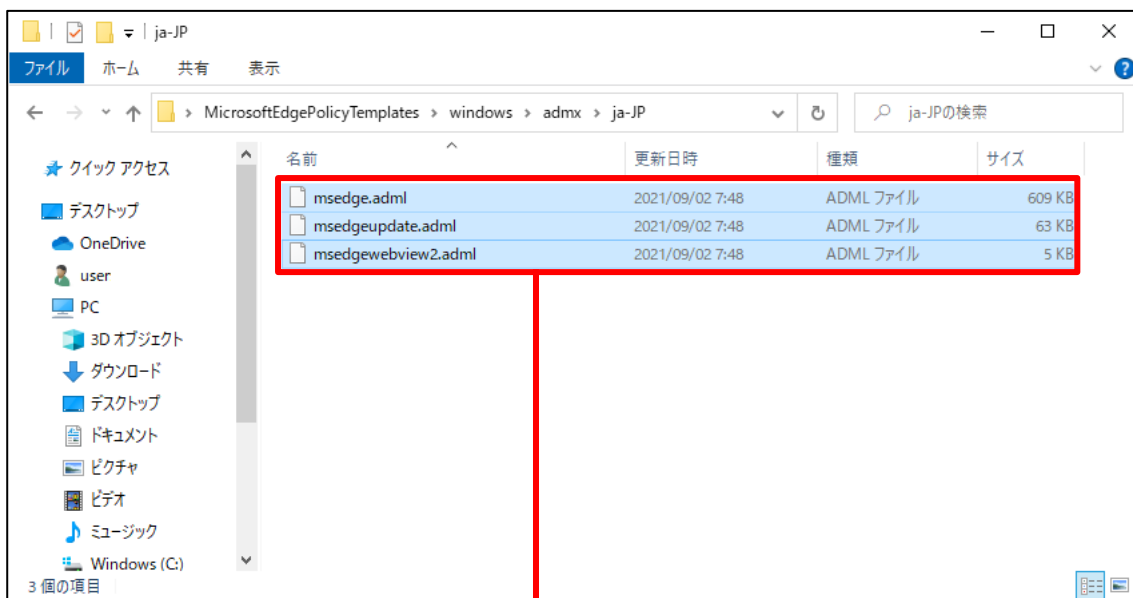 ja-JP
ファイル ホーム 共有 表示
MicrosoftEdgePolicyTemplates > windows > admx > ja-JP ja-JPの検索
名前 更新日時 種類 サイズ
クイック アクセス
デスクトップ
OneDrive
user
PC
3D オブジェクト
ダウンロード
デスクトップ
ドキュメント
ピクチャ
ビデオ
ミュージック
Windows (C:)
msedge.adml 2021/09/02 7:48 ADML ファイル 609 KB
msedgeupdate.adml 2021/09/02 7:48 ADML ファイル 63 KB
msedgewebview2.adml 2021/09/02 7:48 ADML ファイル 5 KB
3 個の項目